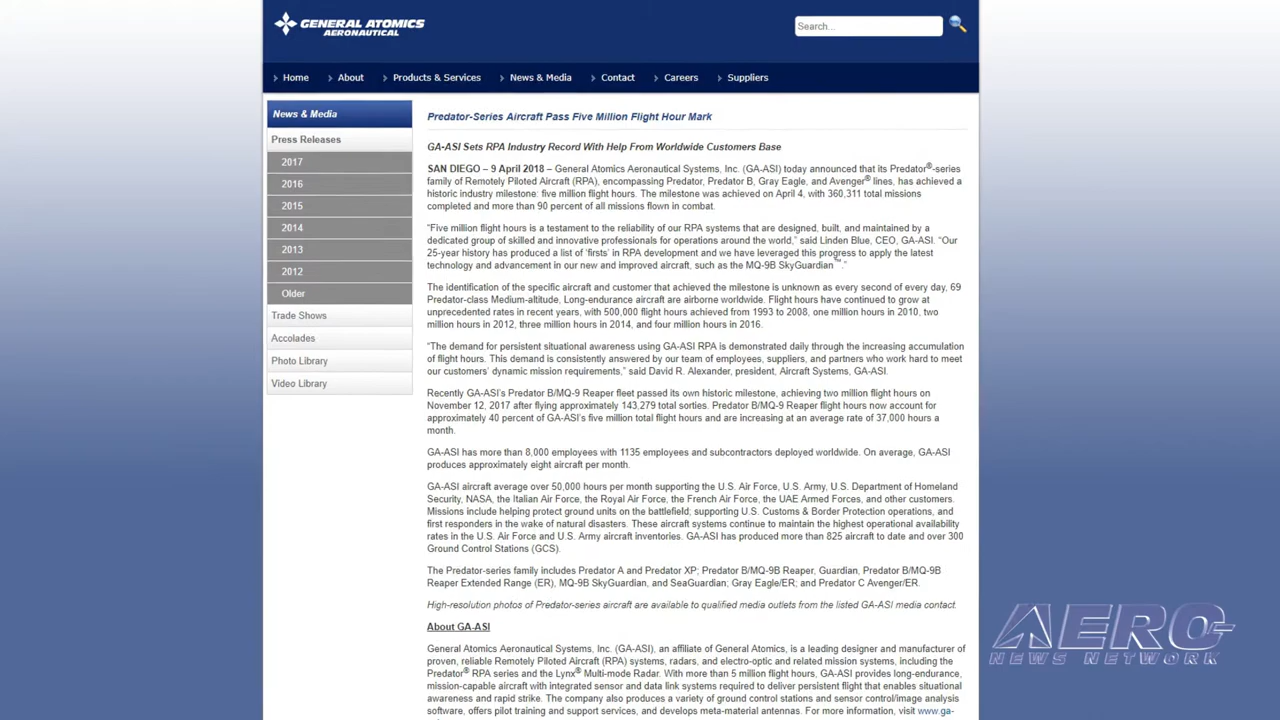 GENERAL ATOMICS
AERONAUTICAL
Search...
Home
About
Products & Services
News & Media
Contact
Careers
Suppliers
News & Media
Press Releases
2017
2016
2015
2014
2013
2012
Older
Trade Shows
Accolades
Photo Library
Video Library
Predator-Series Aircraft Pass Five Million Flight Hour Mark
GA-ASI Sets RPA Industry Record With Help From Worldwide Customers Base
SAN DIEGO – 9 April 2018 – General Atomics Aeronautical Systems, Inc. (GA-ASI) today announced that its Predator®-series
family of Remotely Piloted Aircraft (RPA), encompassing Predator, Predator B, Gray Eagle, and Avenger® lines, has achieved a
historic industry milestone: five million flight hours. The milestone was achieved on April 4, with 360,311 total missions
completed and more than 90 percent of all missions flown in combat.
“Five million flight hours is a testament to the reliability of our RPA systems that are designed, built, and maintained by a
dedicated group of skilled and innovative professionals for operations around the world,” said Linden Blue, CEO, GA-ASI. “Our
25-year history has produced a list of ‘firsts’ in RPA development and we have leveraged this progress to apply the latest
technology and advancement in our new and improved aircraft, such as the MQ-9B SkyGuardian™.”
The identification of the specific aircraft and customer that achieved the milestone is unknown as every second of every day, 69
Predator-class Medium-altitude, Long-endurance aircraft are airborne worldwide. Flight hours have continued to grow at
unprecedented rates in recent years, with 500,000 flight hours achieved from 1993 to 2008, one million hours in 2010, two
million hours in 2012, three million hours in 2014, and four million hours in 2016.
“The demand for persistent situational awareness using GA-ASI RPA is demonstrated daily through the increasing accumulation
of flight hours. This demand is consistently answered by our team of employees, suppliers, and partners who work hard to meet
our customers’ dynamic mission requirements,” said David R. Alexander, president, Aircraft Systems, GA-ASI.
Recently GA-ASI’s Predator B/MQ-9 Reaper fleet passed its own historic milestone, achieving two million flight hours on
November 12, 2017 after flying approximately 143,279 total sorties. Predator B/MQ-9 Reaper flight hours now account for
approximately 40 percent of GA-ASI’s five million total flight hours and are increasing at an average rate of 37,000 hours a
month.
GA-ASI has more than 8,000 employees with 1135 employees and subcontractors deployed worldwide. On average, GA-ASI
produces approximately eight aircraft per month.
GA-ASI aircraft average over 50,000 hours per month supporting the U.S. Air Force, U.S. Army, U.S. Department of Homeland
Security, NASA, the Italian Air Force, the Royal Air Force, the French Air Force, the UAE Armed Forces, and other customers.
Missions include helping protect ground units on the battlefield; supporting U.S. Customs & Border Protection operations, and
first responders in the wake of natural disasters. These aircraft systems continue to maintain the highest operational availability
rates in the U.S. Air Force and U.S. Army aircraft inventories. GA-ASI has produced more than 825 aircraft to date and over 300
Ground Control Stations (GCS).
The Predator-series family includes Predator A and Predator XP; Predator B/MQ-9B Reaper, Guardian, Predator B/MQ-9B
Reaper Extended Range (ER), MQ-9B SkyGuardian, and SeaGuardian; Gray Eagle/ER; and Predator C Avenger/ER.
High-resolution photos of Predator-series aircraft are available to qualified media outlets from the listed GA-ASI media contact.
About GA-ASI
General Atomics Aeronautical Systems, Inc. (GA-ASI), an affiliate of General Atomics, is a leading designer and manufacturer of
proven, reliable Remotely Piloted Aircraft (RPA) systems, radars, and electro-optic and related mission systems, including the
Predator® RPA series and the Lynx® Multi-mode Radar. With more than 5 million flight hours, GA-ASI provides long-endurance,
mission-capable aircraft with integrated sensor and data link systems required to deliver persistent flight that enables situational
awareness and rapid strike. The company also produces a variety of ground control stations and sensor control/image analysis
software, offers pilot training and support services, and develops meta-material antennas. For more information, visit www.ga-
AERO
NEWS NETWORK